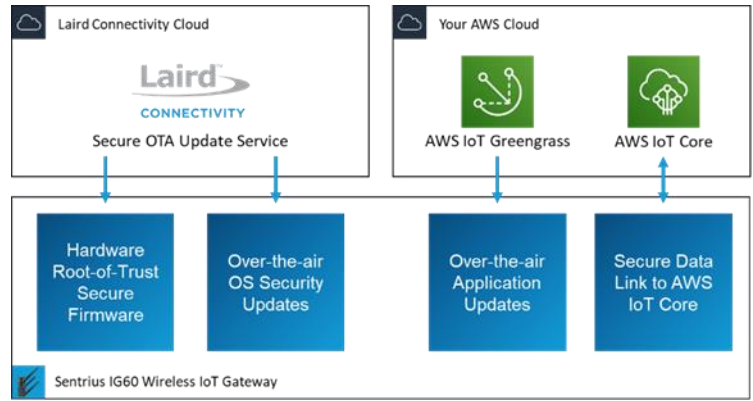 Laird Connectivity Cloud
Laird™
CONNECTIVITY
Secure OTA Update Service
Your AWS Cloud
AWS IoT Greengrass
AWS IoT Core
Hardware
Root-of-Trust
Secure
Firmware
Over-the-air
OS Security
Updates
Over-the-air
Application
Updates
Secure Data
Link to AWS
IoT Core
Sentrius IG60 Wireless IoT Gateway